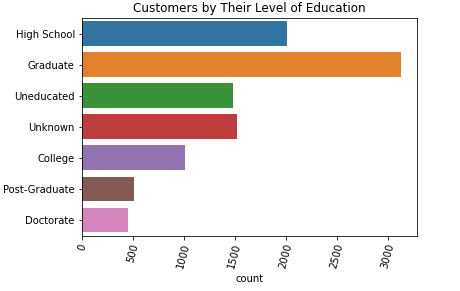 Customers by Their Level of Education
High School
Graduate
Uneducated
Unknown
College
Post-Graduate
Doctorate
0
500
1000
1500
2000
2500
3000
count